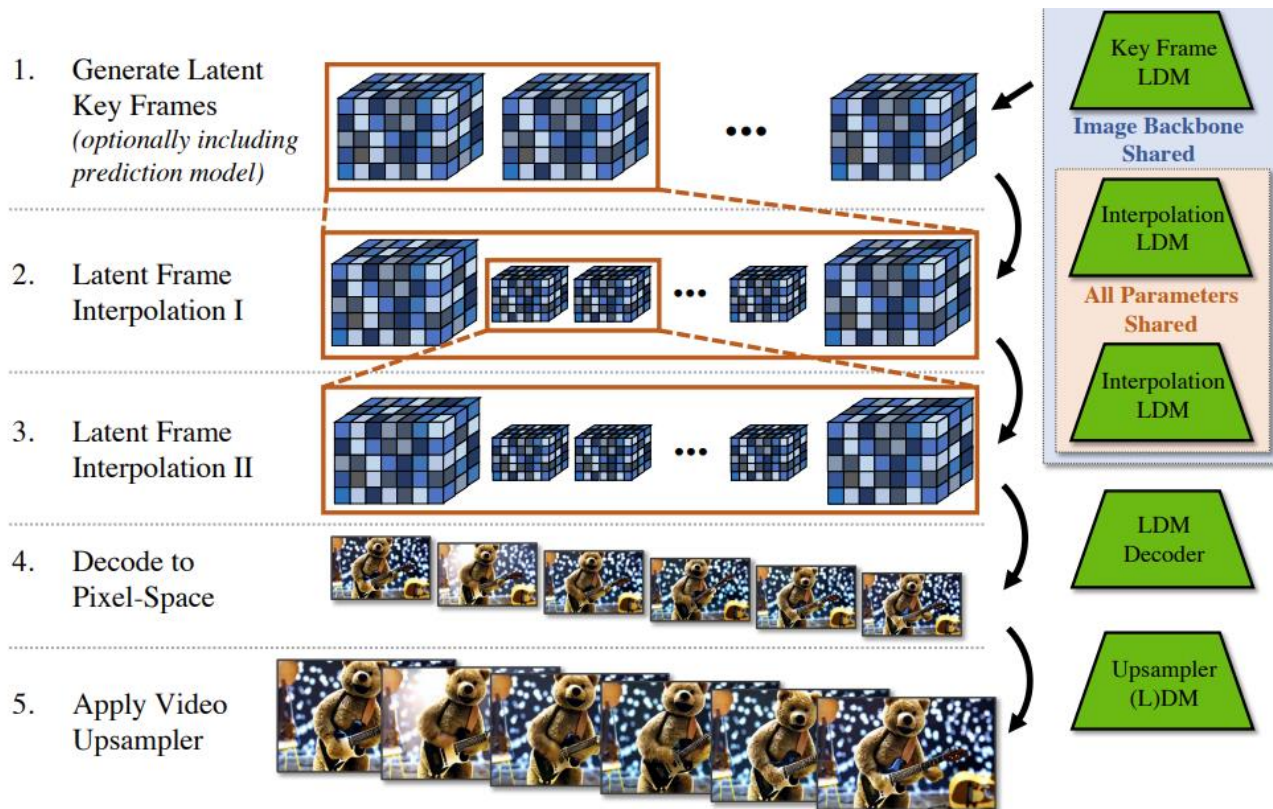 1. Generate Latent
Key Frames
(optionally including
prediction model)
•••
Key Frame
LDM
Image Backbone
Shared
2. Latent Frame
Interpolation I
•••
Interpolation
LDM
All Parameters
Shared
3. Latent Frame
Interpolation II
•••
Interpolation
LDM
4. Decode to
Pixel-Space
LDM
Decoder
5. Apply Video
Upsampler
Upsampler
(L)DM